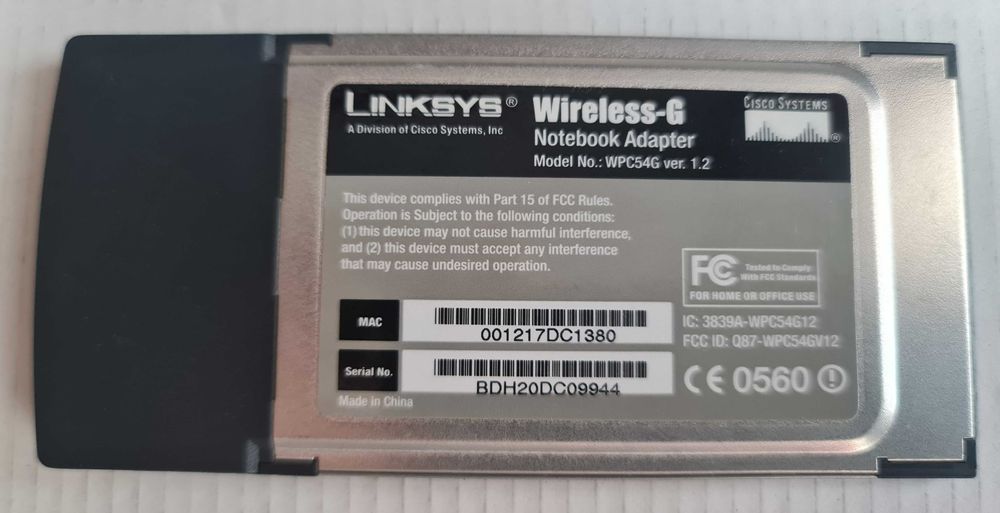 LINKSYS® Wireless-G
A Division of Cisco Systems, Inc
Notebook Adapter
Model No.: WPC54G ver. 1.2
CISCO SYSTEMS
®
This device complies with Part 15 of FCC Rules.
Operation is Subject to the following conditions:
(1) this device may not cause harmful interference,
and (2) this device must accept any interference
that may cause undesired operation.
FC Tested to Comply
With FCC Standards
FOR HOME OR OFFICE USE
MAC
001217DC1380
IC: 3839A-WPC54G12
FCC ID: Q87-WPC54GV12
Serial No.
BDH20DC09944
CE 0560
Made in China